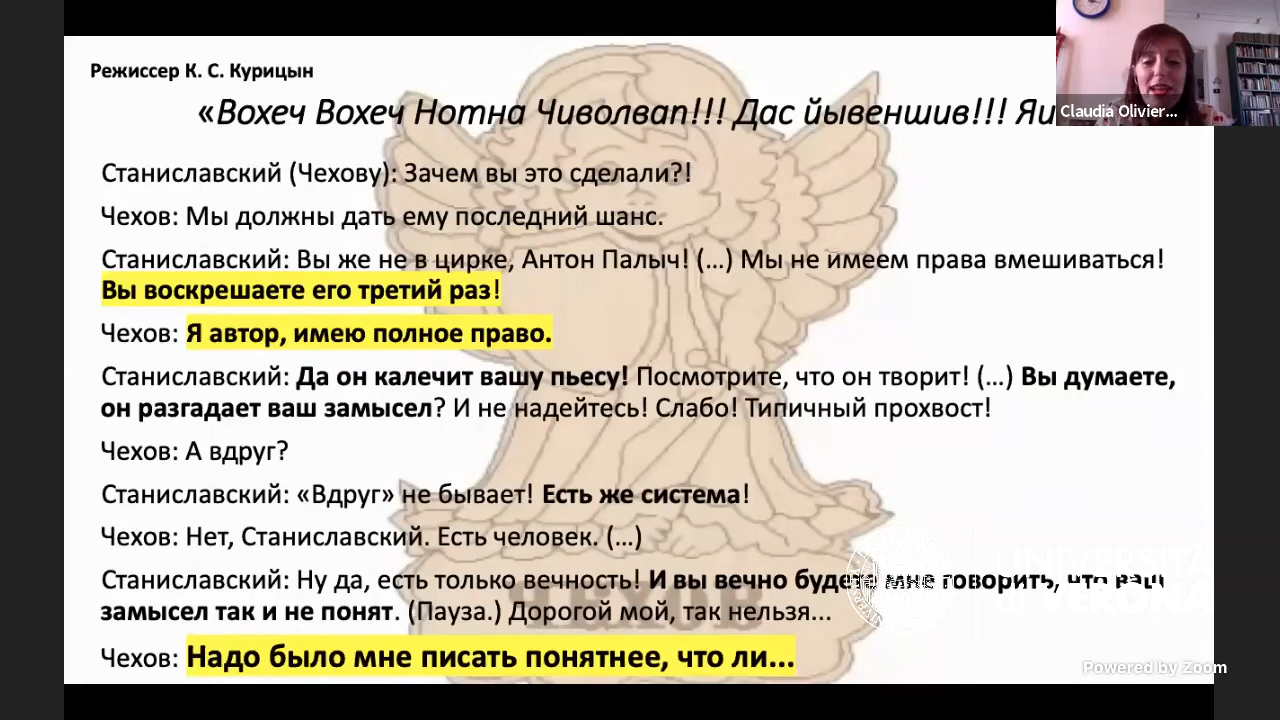 Режиссер К. С. Курицын
«Вохеч Вохеч Нотна Чиволвап!!! Дас йывеншив!!! Яи
Claudia Olivier...
Станиславский (Чехову): Зачем вы это сделали?!
Чехов: Мы должны дать ему последний шанс.
Станиславский: Вы же не в цирке, Антон Палыч! (…) Мы не имеем права вмешиваться!
Вы воскрешаете его третий раз!
Чехов: Я автор, имею полное право.
Станиславский: Да он калечит вашу пьесу! Посмотрите, что он творит! (…) Вы думаете,
он разгадает ваш замысел? И не надейтесь! Слабо! Типичный прохвост!
Чехов: А вдруг?
Станиславский: «Вдруг» не бывает! Есть же система!
Чехов: Нет, Станиславский. Есть человек. (…)
Станиславский: Ну да, есть только вечность! И вы вечно будете мне говорить, что ваш
замысел так и не понят. (Пауза.) Дорогой мой, так нельзя...
Чехов: Надо было мне писать понятнее, что ли...
ЧЕХОВ
UNIVERSITÀ
di VERONA
Powered by Zoom